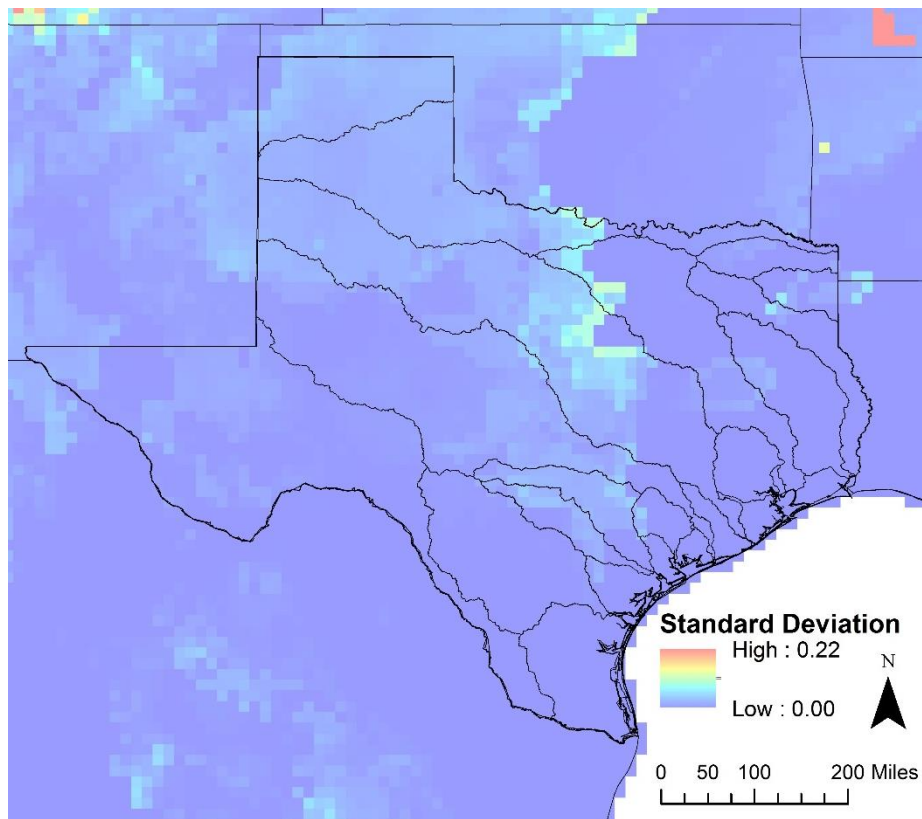 Standard Deviation
High : 0.22
Low : 0.00
N
0 50 100 200 Miles